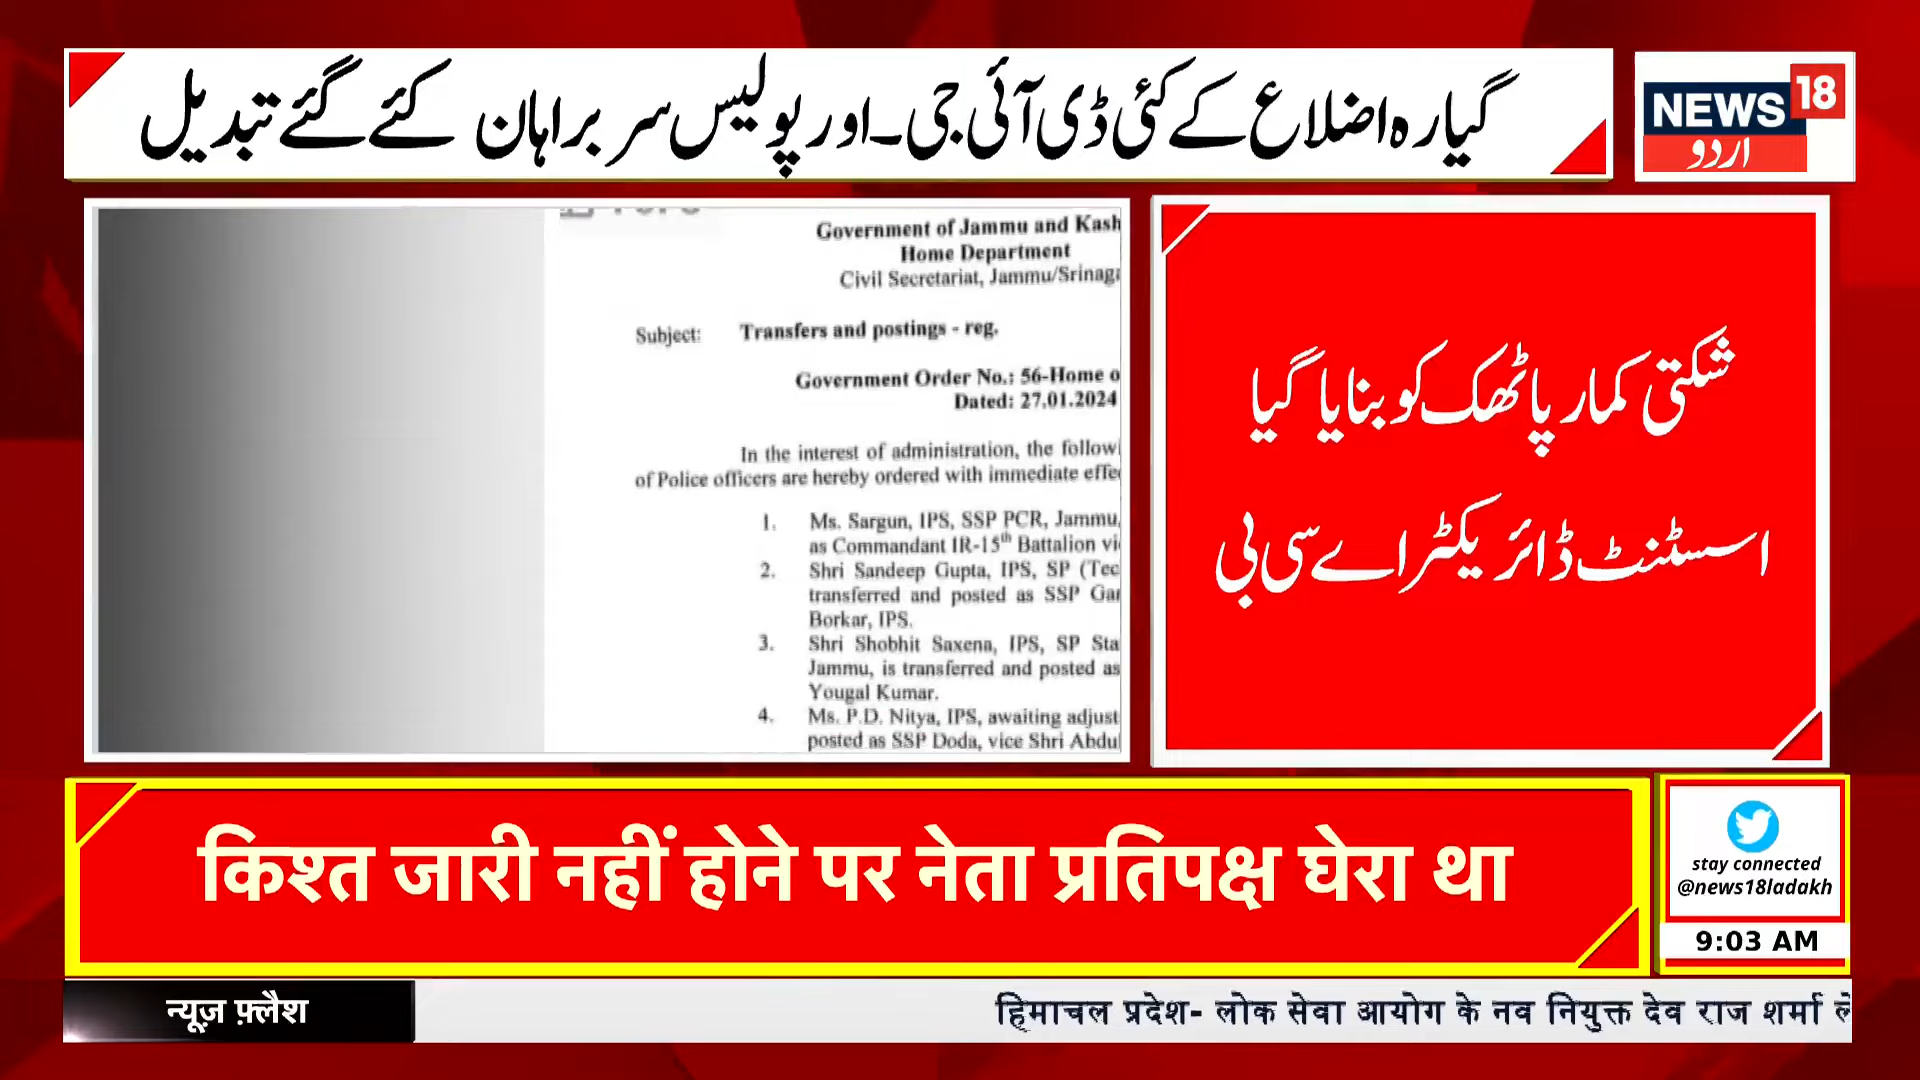 گیارہ اضلاع کے کئی ڈی آئی جی۔اور پولیس سربراہان کئے گئے تبدیل
NEWS 18
اردو
Government of Jammu and Kash
Home Department
Civil Secretariat, Jammu/Srinaga
Subject: Transfers and postings - reg.
Government Order No.: 56-Home o
Dated: 27.01.2024
In the interest of administration, the follow
of Police officers are hereby ordered with immediate effe
1. Ms. Sargun, IPS, SSP PCR, Jammu,
as Commandant IR-15th Battalion vi
2. Shri Sandeep Gupta, IPS, SP (Tec
transferred and posted as SSP Gan
Borkar, IPS.
3. Shri Shobhit Saxena, IPS, SP Sta
Jammu, is transferred and posted as
Yougal Kumar.
4. Ms. P.D. Nitya, IPS, awaiting adjust
posted as SSP Doda, vice Shri Abdul
شکتی کمار پاٹھک کو بنایا گیا
اسسٹنٹ ڈائریکٹر اے سی بی
किश्त जारी नहीं होने पर नेता प्रतिपक्ष घेरा था
stay connected
@news18ladakh
9:03 AM
न्यूज़ फ़्लैश
हिमाचल प्रदेश- लोक सेवा आयोग के नव नियुक्त देव राज शर्मा ले